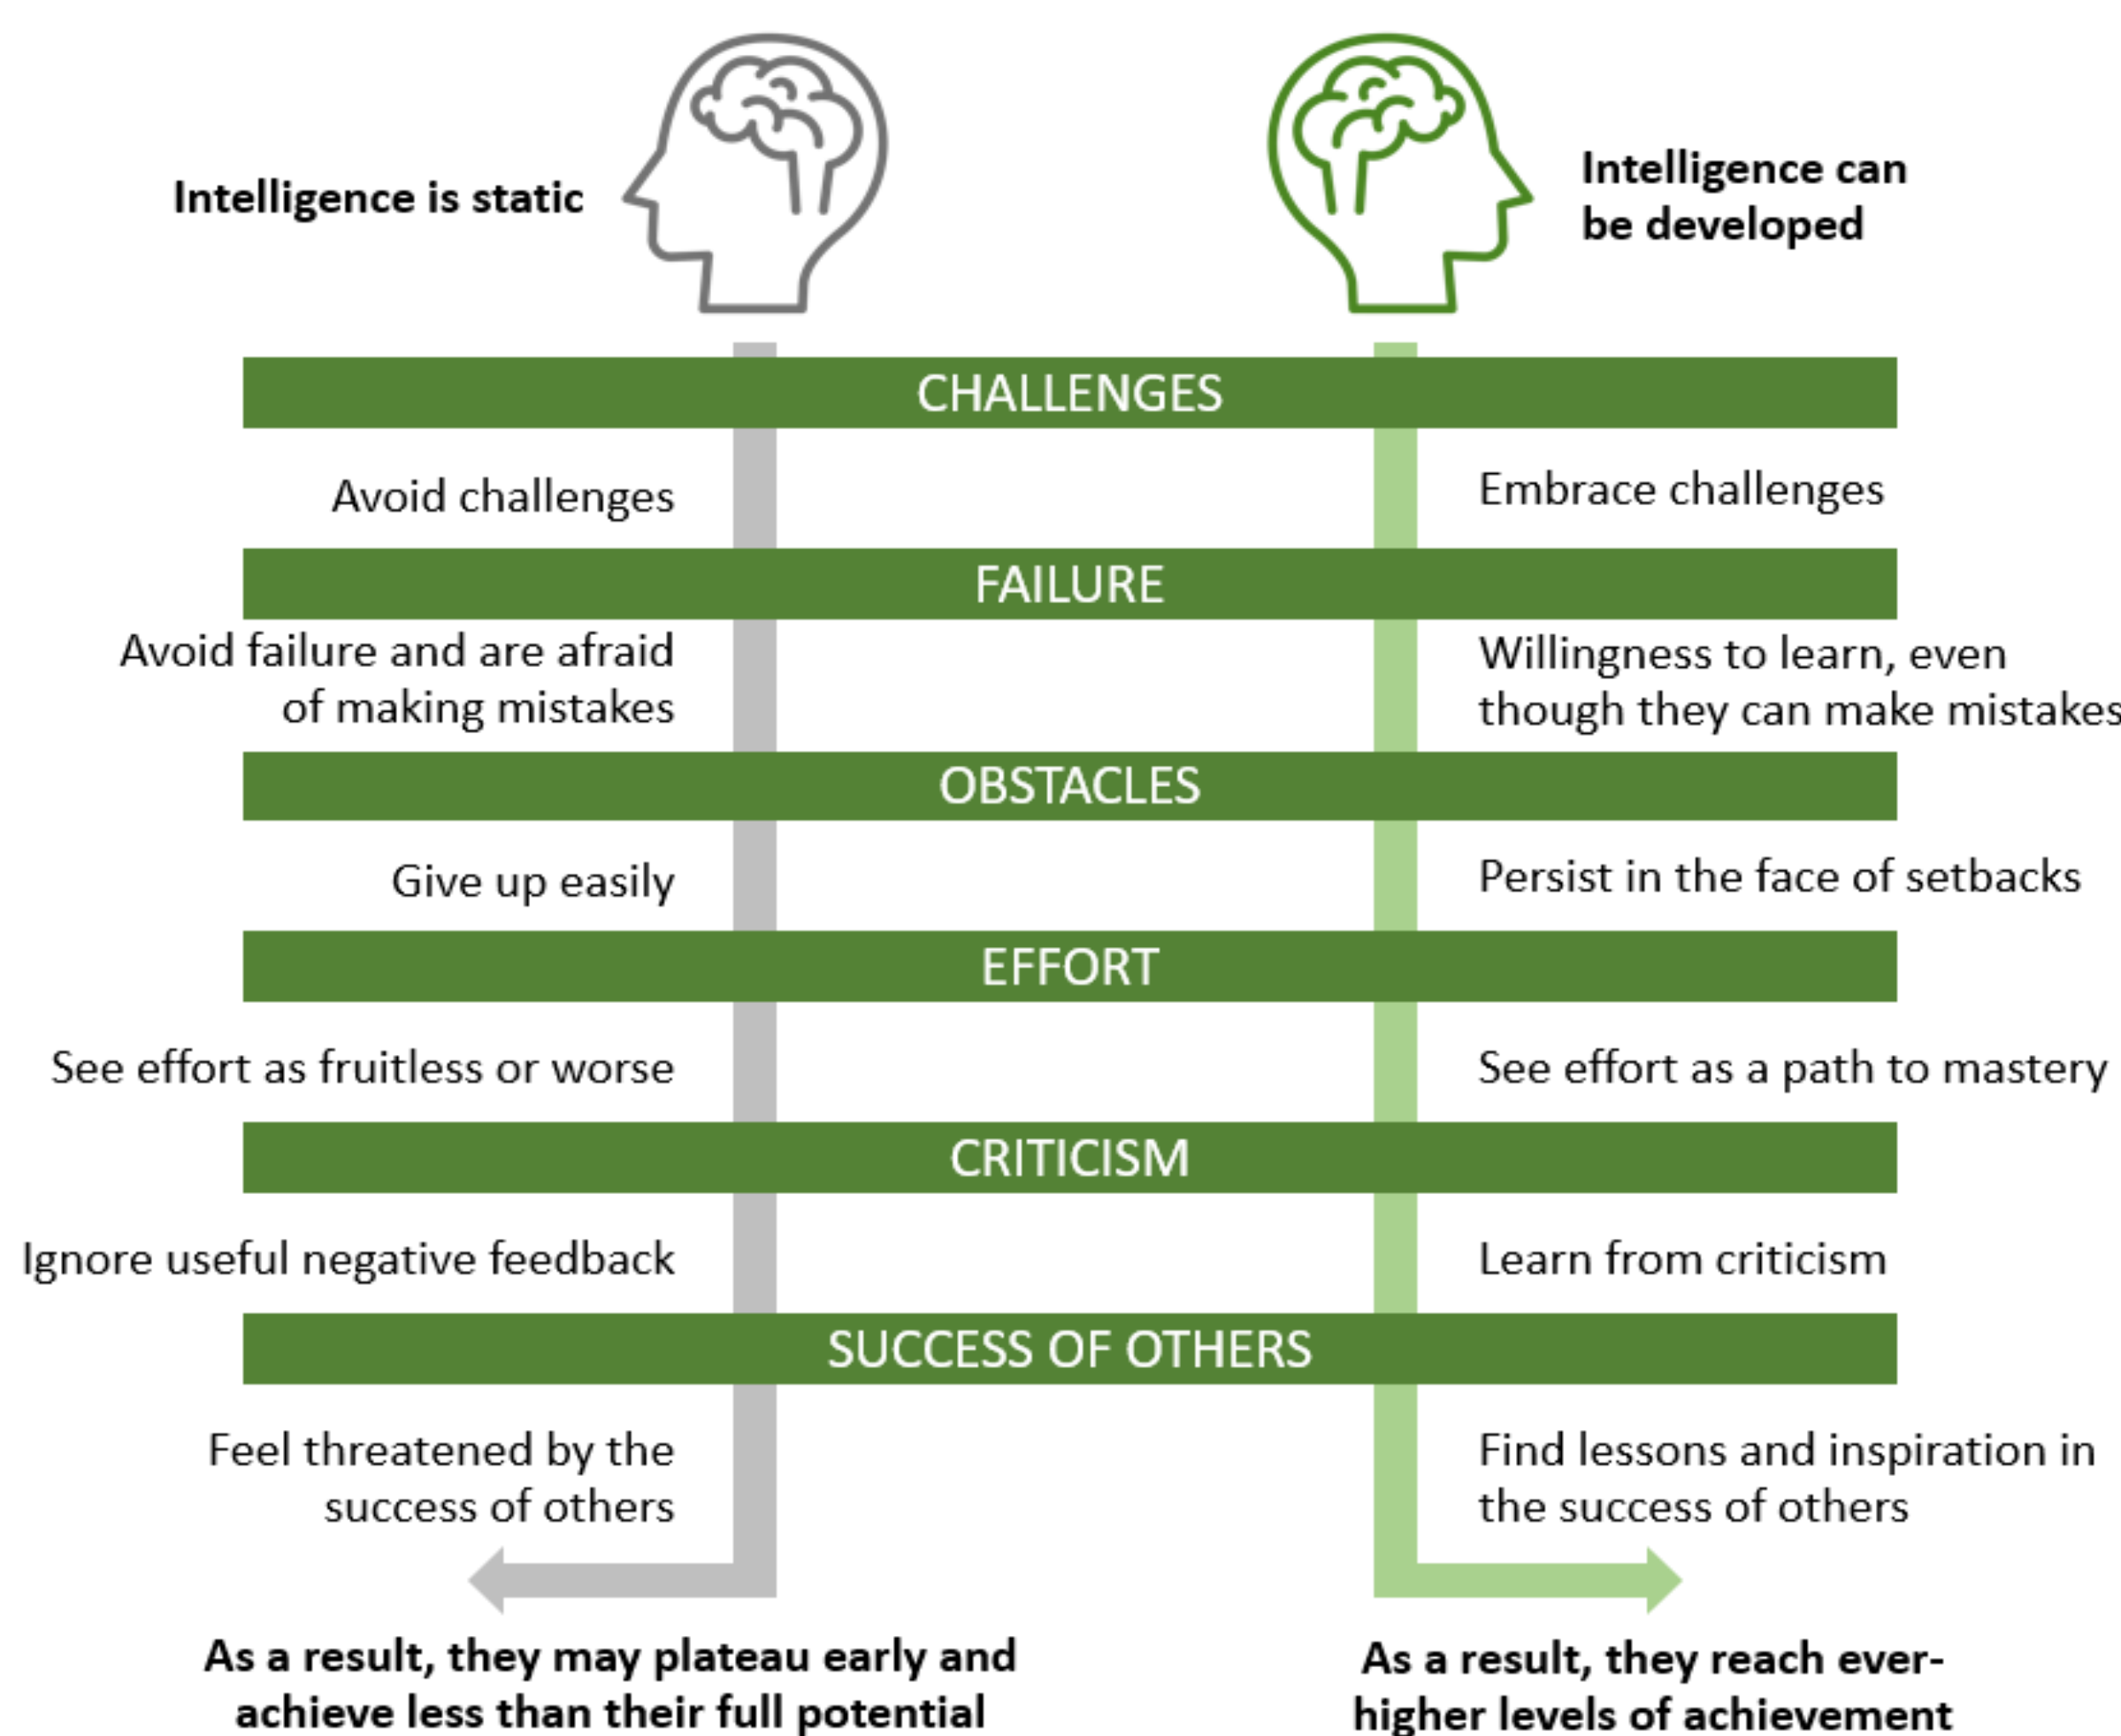 Intelligence is static
Intelligence can
be developed
CHALLENGES
Avoid challenges
Embrace challenges
FAILURE
Avoid failure and are afraid
of making mistakes
Willingness to learn, even
though they can make mistakes
OBSTACLES
Give up easily
Persist in the face of setbacks
EFFORT
See effort as fruitless or worse
See effort as a path to mastery
CRITICISM
Ignore useful negative feedback
Learn from criticism
SUCCESS OF OTHERS
Feel threatened by the
success of others
Find lessons and inspiration in
the success of others
As a result, they may plateau early and
achieve less than their full potential
As a result, they reach ever-
higher levels of achievement